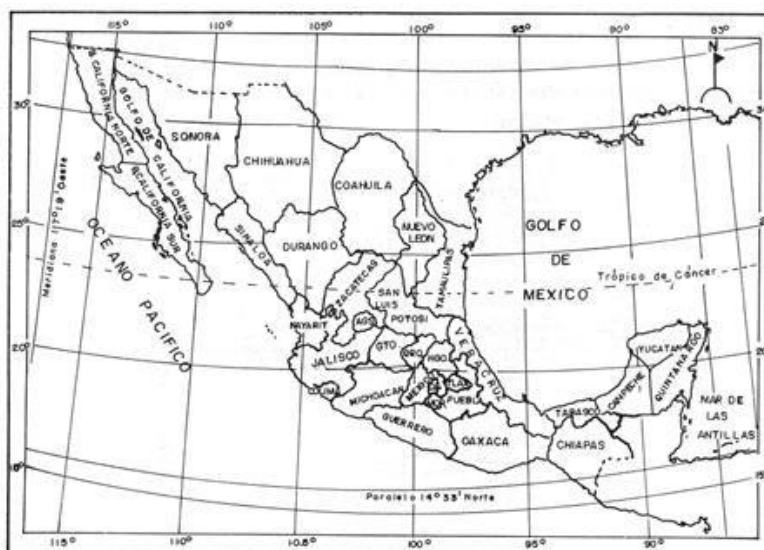 115°
110°
105°
100°
95°
90°
85°
N
30°
25°
20°
Meridiano 117° 19' Oeste
B CALIFORNIA NORTE
GOLFO DE CALIFORNIA
B CALIFORNIA SUR
OCEANO PACIFICO
SONORA
CHIHUAHUA
COAHUILA
NUEVO
LEON
TAMAULIPAS
SINALOA
DURANGO
ZACATECAS
SAN
LUIS
POTOSI
NAYARIT
AGS
JALISCO
GTO
QRO
HGO
VERACRUZ
COLIMA
MICHOACAN
MEXICO
TLAX
MOR
PUEBLA
GUERRERO
OAXACA
TABASCO
CHIAPAS
CAMPECHE
YUCATAN
QUINTANA ROO
GOLFO
DE
MEXICO
Trópico de Cáncer
MAR DE
LAS
ANTILLAS
Paralelo 14° 33' Norte
20
115°
110°
105°
100°
95°
90°